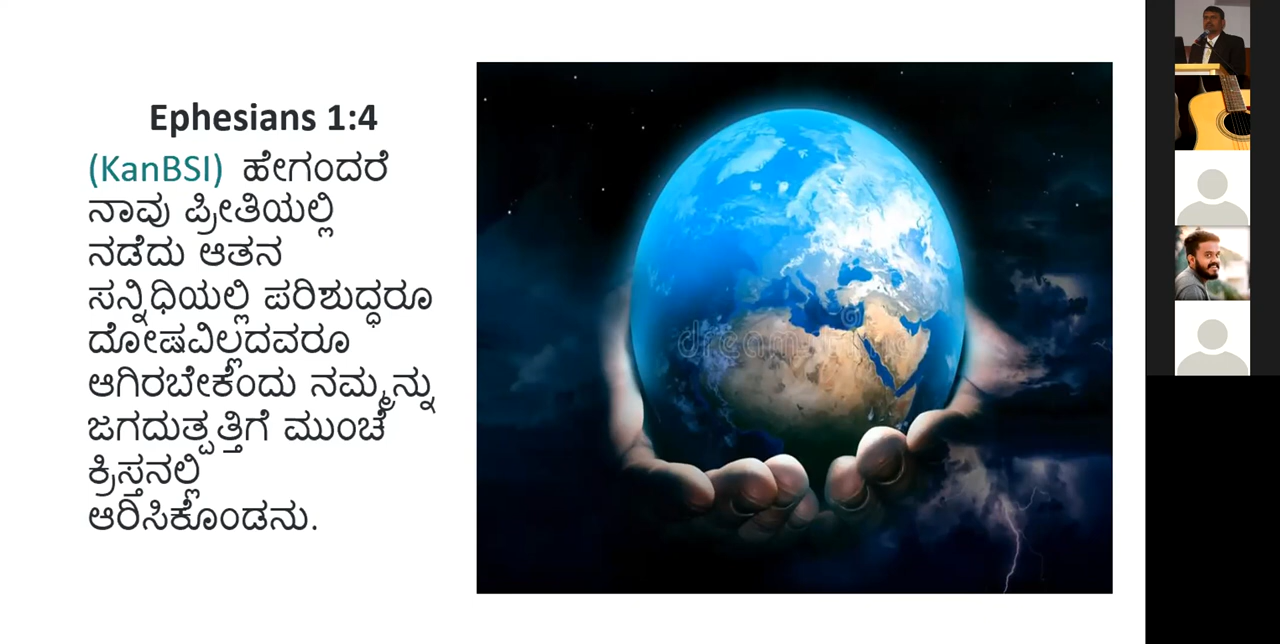 Ephesians 1:4
(KanBSI) ಹೇಗಂದರೆ
ನಾವು ಪ್ರೀತಿಯಲ್ಲಿ
ನಡೆದು ಆತನ
ಸನ್ನಿಧಿಯಲ್ಲಿ ಪರಿಶುದ್ಧರೂ
ದೋಷವಿಲ್ಲದವರೂ
ಆಗಿರಬೇಕೆಂದು ನಮ್ಮನ್ನು
ಜಗದುತ್ಪತ್ತಿಗೆ ಮುಂಚೆ
ಕ್ರಿಸ್ತನಲ್ಲಿ
ಆರಿಸಿಕೊಂಡನು.